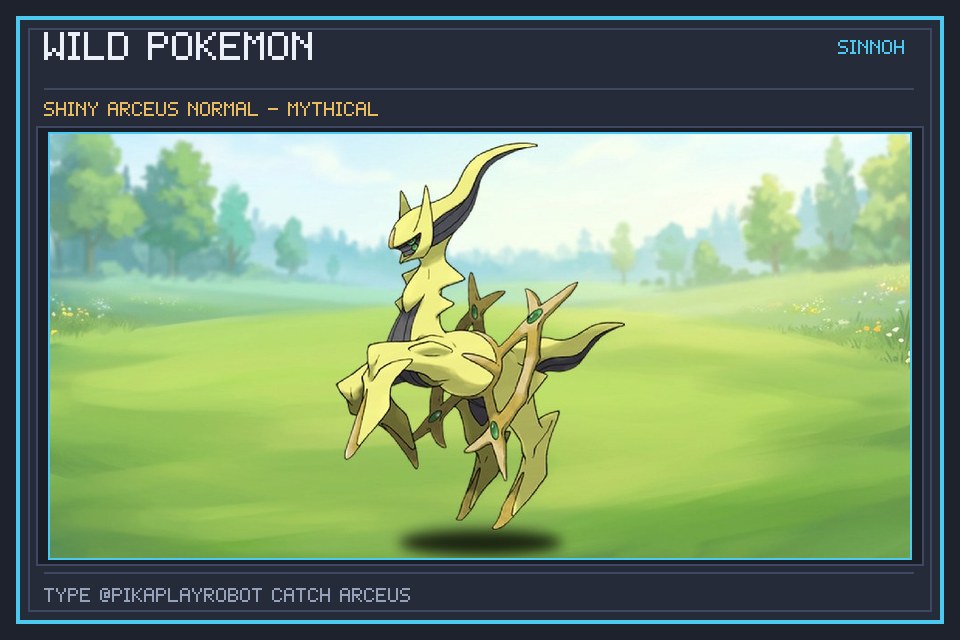 WILD POKEMON
SINNOH
SHINY ARCEUS NORMAL - MYTHICAL
TYPE @PIKAPLAYROBOT CATCH ARCEUS